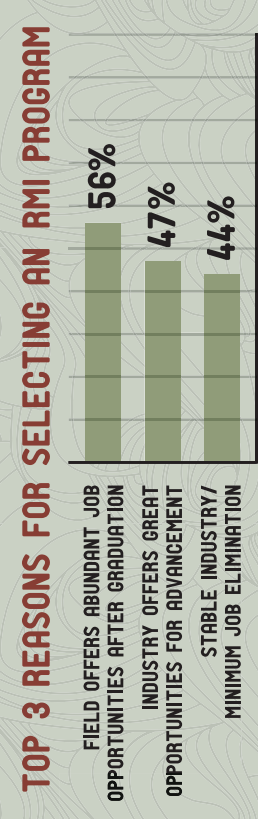 TOP 3 REASONS FOR SELECTING AN RMI PROGRAM
FIELD OFFERS ABUNDANT JOB
OPPORTUNITIES AFTER GRADUATION
56%
INDUSTRY OFFERS GREAT
OPPORTUNITIES FOR ADVANCEMENT
47%
STABLE INDUSTRY/
MINIMUM JOB ELIMINATION
44%